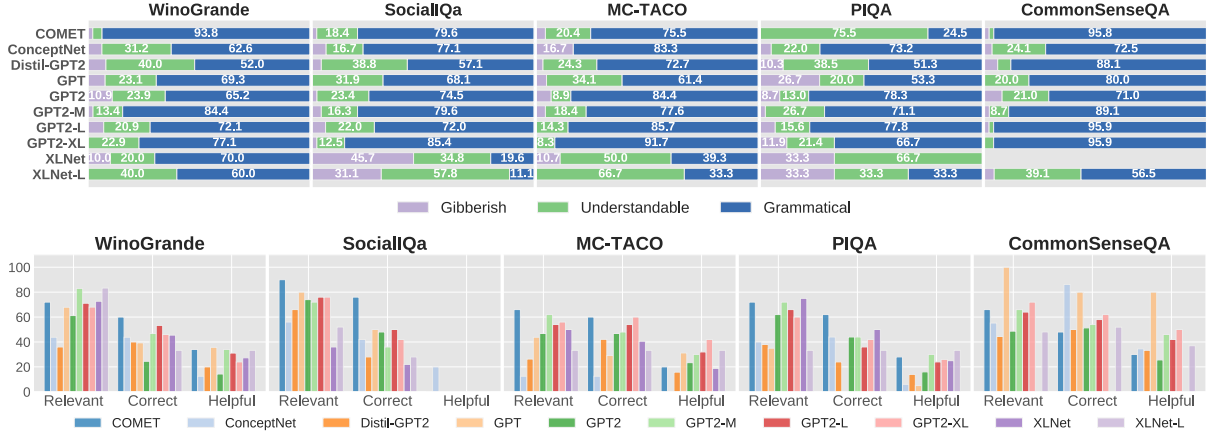 WinoGrande SocialIQa MC-TACO PIQA CommonSenseQA
COMET 93.8 18.4 79.6 20.4 75.5 75.5 24.5 95.8
ConceptNet 31.2 62.6 16.7 77.1 16.7 83.3 22.0 73.2 24.1 72.5
Distil-GPT2 40.0 52.0 38.8 57.1 24.3 72.7 10.3 38.5 51.3 88.1
GPT 23.1 69.3 31.9 68.1 34.1 61.4 26.7 20.0 53.3 20.0 80.0
GPT2 10.9 23.9 65.2 23.4 74.5 8.9 84.4 8.7 13.0 78.3 21.0 71.0
GPT2-M 13.4 84.4 16.3 79.6 18.4 77.6 26.7 71.1 8.7 89.1
GPT2-L 20.9 72.1 22.0 72.0 14.3 85.7 15.6 77.8 95.9
GPT2-XL 22.9 77.1 12.5 85.4 8.3 91.7 11.9 21.4 66.7 95.9
XLNet 10.0 20.0 70.0 45.7 34.8 19.6 10.7 50.0 39.3 33.3 66.7
XLNet-L 40.0 60.0 31.1 57.8 11.1 66.7 33.3 33.3 33.3 33.3 39.1 56.5
Gibberish Understandable Grammatical
WinoGrande SocialIQa MC-TACO PIQA CommonSenseQA
100
80
60
40
20
0
Relevant Correct Helpful Relevant Correct Helpful Relevant Correct Helpful Relevant Correct Helpful Relevant Correct Helpful
COMET ConceptNet Distil-GPT2 GPT GPT2 GPT2-M GPT2-L GPT2-XL XLNet XLNet-L